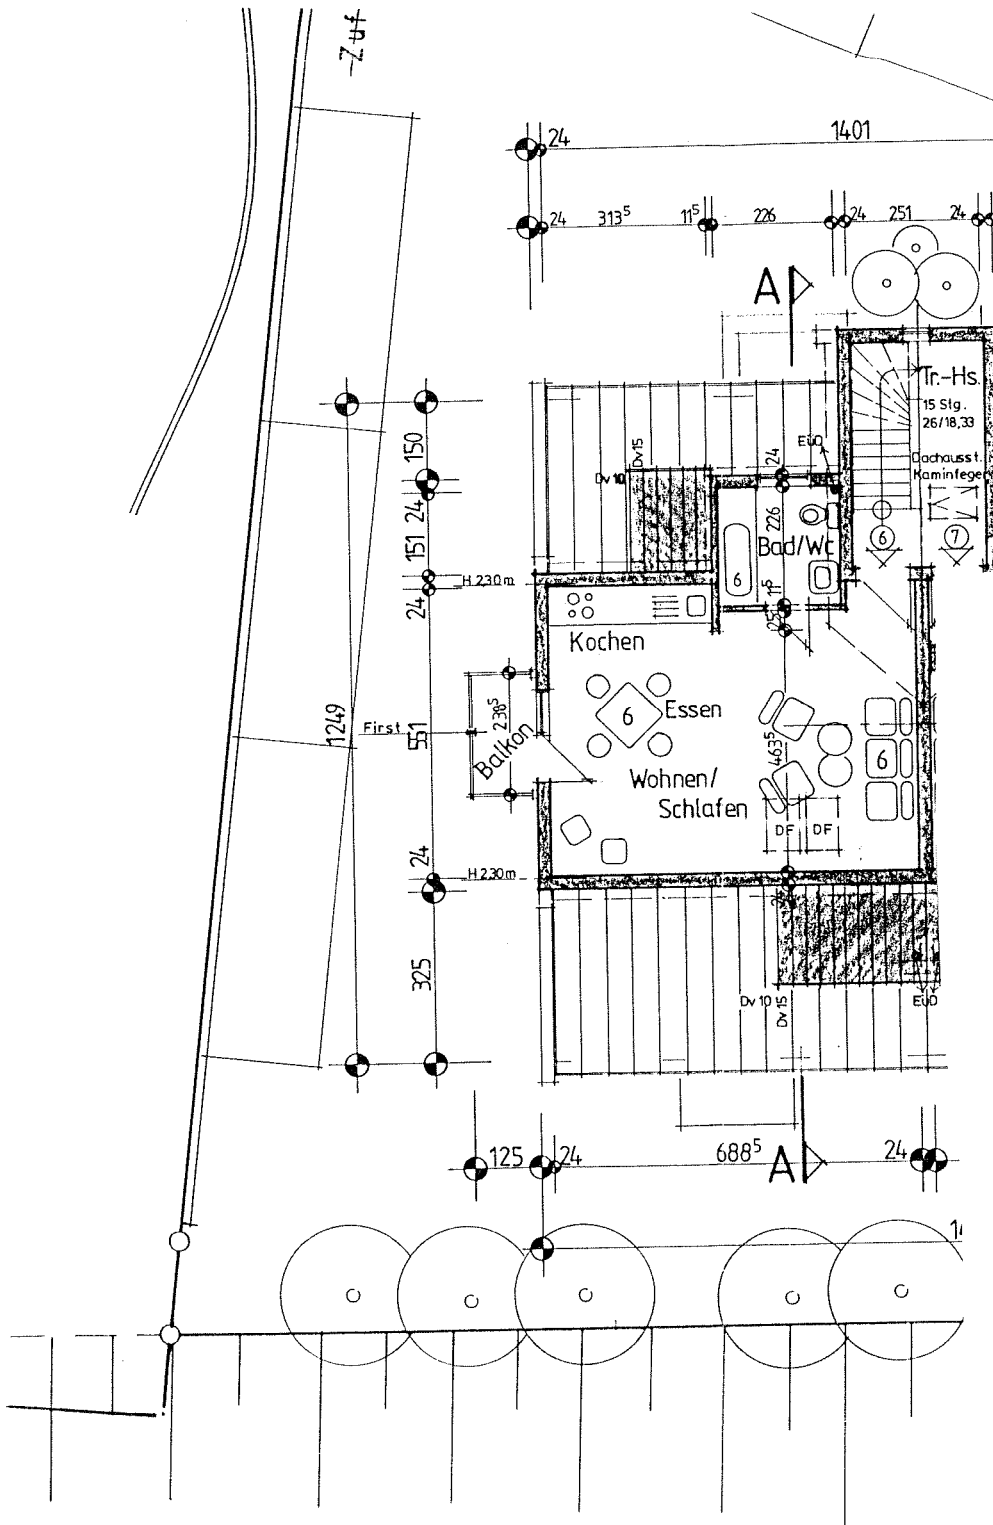 -Zuf
24
1401
24
313⁵
11⁵
226
24
251
24
A
Tr.-Hs.
15 Stg.
26/18,33
Dachausst.
Kaminfeger
EÜD
Dv 15
Dv 10
24
226
Bad/Wc
6
6
7
11⁵
25
150
24
151
24
H 2.30 m
Kochen
1249
First
551
238⁵
Balkon
6
Essen
463⁵
6
Wohnen/
Schlafen
DF
DF
24
H 2.30 m
24
325
Dv 10
Dv 15
EÜD
125
24
688⁵
24
A